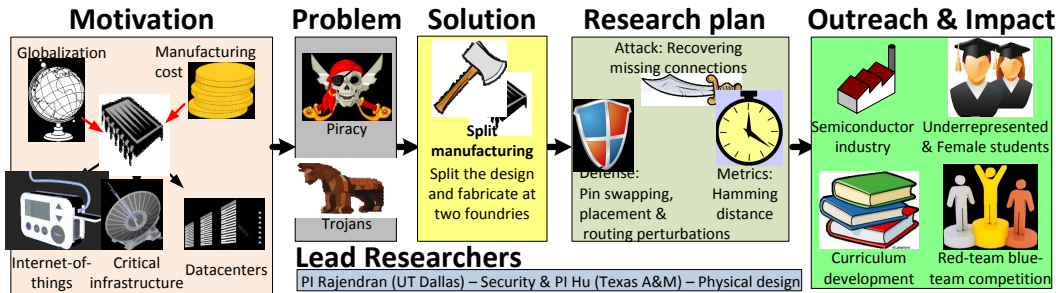 Motivation
Globalization
Manufacturing
cost
Internet-of-
things
Critical
infrastructure
Datacenters
Problem
Piracy
Trojans
Solution
Split
manufacturing
Split the design
and fabricate at
two foundries
Research plan
Attack: Recovering
missing connections
Defense:
Pin swapping,
placement &
routing perturbations
Metrics:
Hamming
distance
Outreach & Impact
Semiconductor
industry
Underrepresented
& Female students
Curriculum
development
Red-team blue-
team competition
Lead Researchers
PI Rajendran (UT Dallas) – Security & PI Hu (Texas A&M) – Physical design